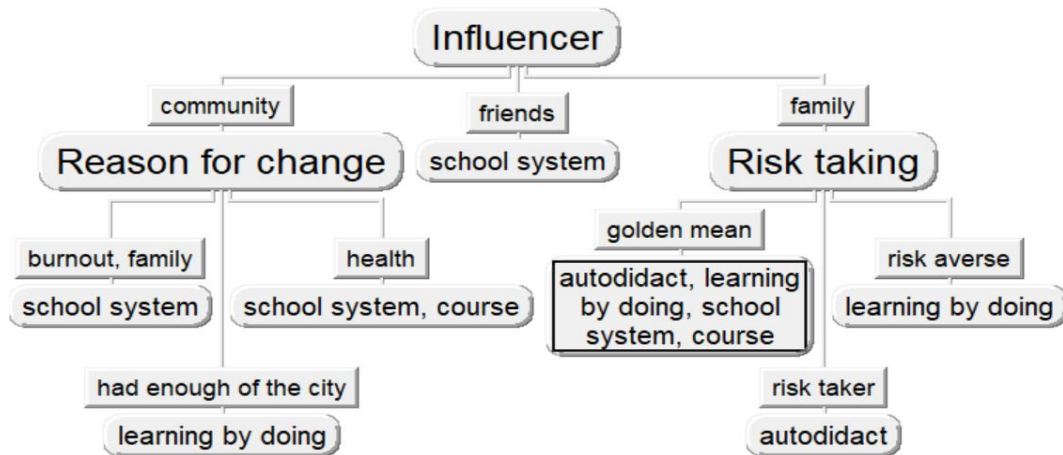 Influencer
community
friends
family
Reason for change
school system
Risk taking
burnout, family
health
golden mean
risk averse
school system
school system, course
autodidact, learning
by doing, school
system, course
learning by doing
had enough of the city
risk taker
learning by doing
autodidact